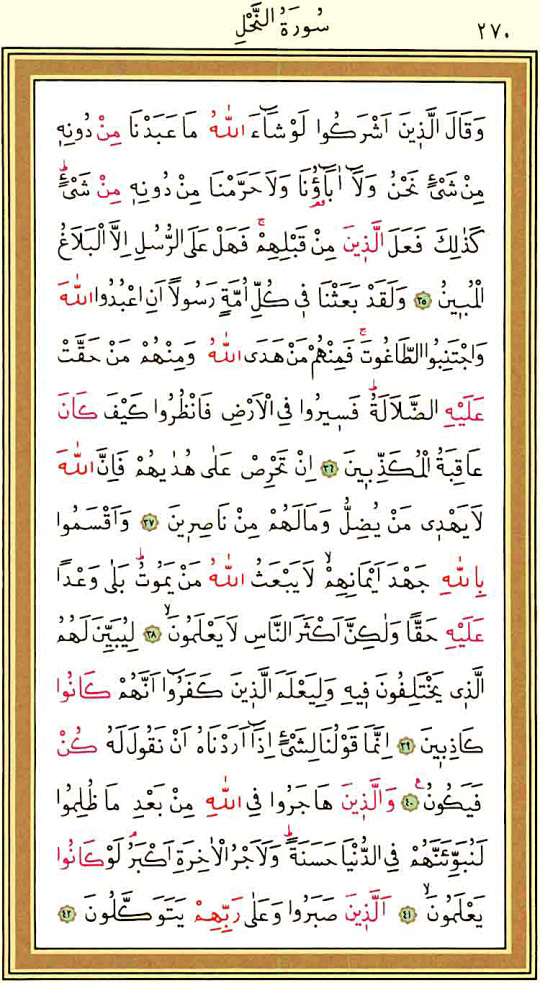 سُورَةُ النَّحْلِ ٢٧٠
وَقَالَ الَّذ۪ينَ اَشْرَكُوا لَوْ شَٓاءَ اللّٰهُ مَا عَبَدْنَا مِنْ دُونِه۪
مِنْ شَيْءٍ نَحْنُ وَلَٓا اٰبَٓاؤُ۬نَا وَلَا حَرَّمْنَا مِنْ دُونِه۪ مِنْ شَيْءٍۜ
كَذٰلِكَ فَعَلَ الَّذ۪ينَ مِنْ قَبْلِهِمْۚ فَهَلْ عَلَى الرُّسُلِ اِلَّا الْبَلَاغُ
الْمُب۪ينُ ﴿٣٥﴾ وَلَقَدْ بَعَثْنَا ف۪ي كُلِّ اُمَّةٍ رَسُولًا اَنِ اعْبُدُوا اللّٰهَ
وَاجْتَنِبُوا الطَّاغُوتَۚ فَمِنْهُمْ مَنْ هَدَى اللّٰهُ وَمِنْهُمْ مَنْ حَقَّتْ
عَلَيْهِ الضَّلَالَةُۜ فَس۪يرُوا فِي الْاَرْضِ فَانْظُرُوا كَيْفَ كَانَ
عَاقِبَةُ الْمُكَذِّب۪ينَ ﴿٣٦﴾ اِنْ تَحْرِصْ عَلٰى هُدٰيهُمْ فَاِنَّ اللّٰهَ
لَا يَهْد۪ي مَنْ يُضِلُّ وَمَا لَهُمْ مِنْ نَاصِر۪ينَ ﴿٣٧﴾ وَاَقْسَمُوا
بِاللّٰهِ جَهْدَ اَيْمَانِهِمْۙ لَا يَبْعَثُ اللّٰهُ مَنْ يَمُوتُۜ بَلٰى وَعْدًا
عَلَيْهِ حَقًّا وَلٰكِنَّ اَكْثَرَ النَّاسِ لَا يَعْلَمُونَۙ ﴿٣٨﴾ لِيُبَيِّنَ لَهُمُ
الَّذ۪ي يَخْتَلِفُونَ ف۪يهِ وَلِيَعْلَمَ الَّذ۪ينَ كَفَرُٓوا اَنَّهُمْ كَانُوا
كَاذِب۪ينَ ﴿٣٩﴾ اِنَّمَا قَوْلُنَا لِشَيْءٍ اِذَٓا اَرَدْنَاهُ اَنْ نَقُولَ لَهُ كُنْ
فَيَكُونُ۟ ﴿٤٠﴾ وَالَّذ۪ينَ هَاجَرُوا فِي اللّٰهِ مِنْ بَعْدِ مَا ظُلِمُوا
لَنُبَوِّئَنَّهُمْ فِي الدُّنْيَا حَسَنَةًۜ وَلَاَجْرُ الْاٰخِرَةِ اَكْبَرُۢ لَوْ كَانُوا
يَعْلَمُونَۙ ﴿٤١﴾ اَلَّذ۪ينَ صَبَرُوا وَعَلٰى رَبِّهِمْ يَتَوَكَّلُونَ ﴿٤٢﴾